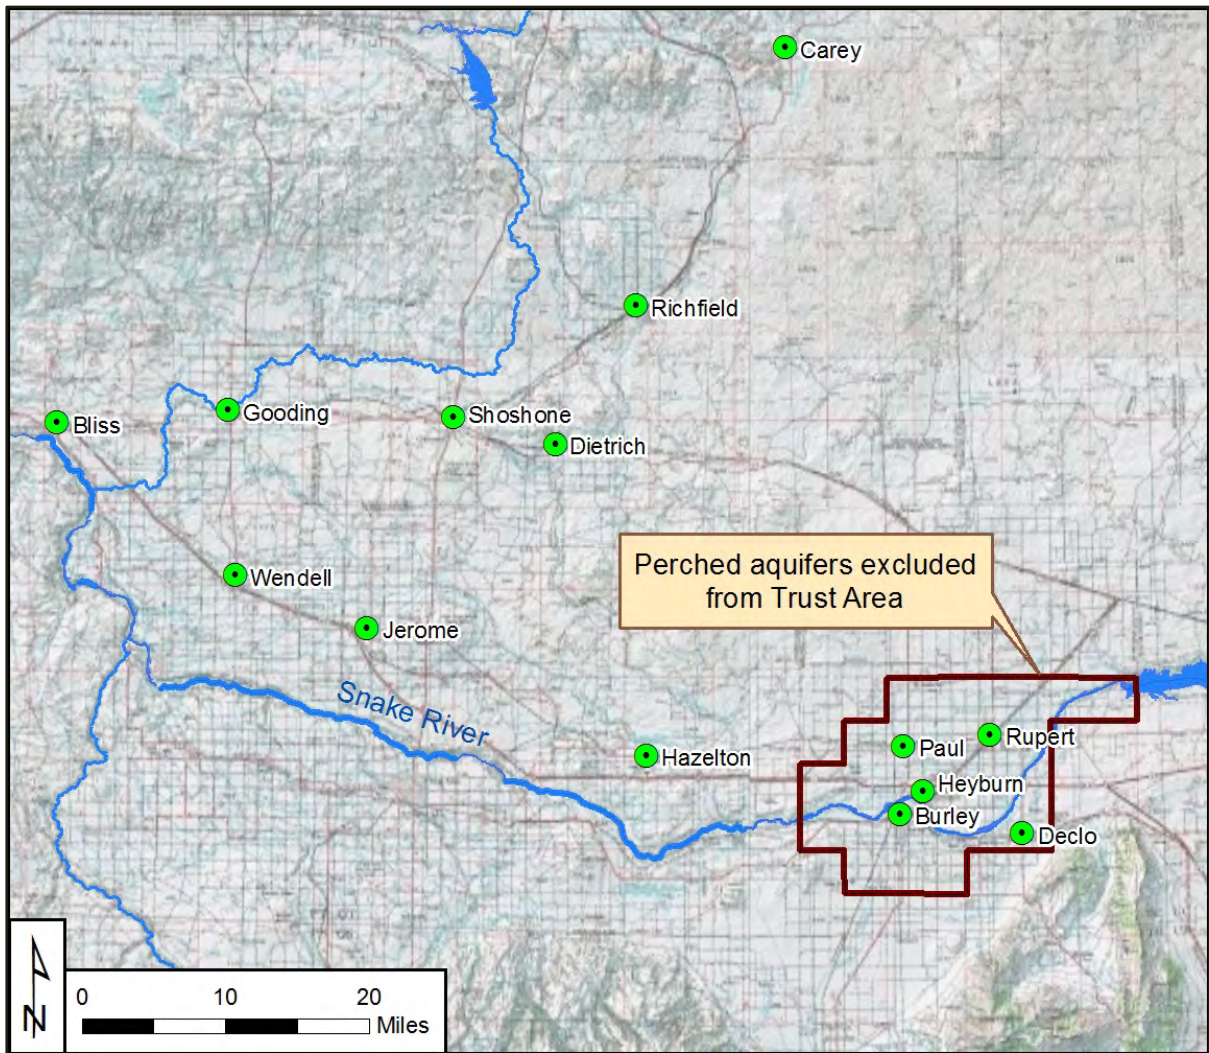 Carey
Richfield
Bliss
Gooding
Shoshone
Dietrich
Perched aquifers excluded
from Trust Area
Wendell
Jerome
Snake River
Hazelton
Paul
Rupert
Heyburn
Burley
Declo
N
0 10 20
Miles